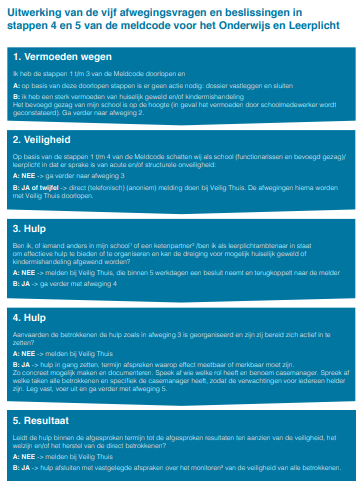 Uitwerking van de vijf afwegingsvragen en beslissingen in
stappen 4 en 5 van de meldcode voor het Onderwijs en Leerplicht
1. Vermoeden wegen
Ik heb de stappen 1 t/m 3 van de Meldcode doorlopen en
A: op basis van deze doorlopen stappen is er geen actie nodig: dossier vastleggen en sluiten
B: ik heb een sterk vermoeden van huiselijk geweld en/of kindermishandeling
Het bevoegd gezag van mijn school is op de hoogte (in geval het vermoeden door schoolmedewerker wordt
geconstateerd). Ga verder naar afweging 2.
2. Veiligheid
Op basis van de stappen 1 t/m 4 van de Meldcode schatten wij als school (functionarissen en bevoegd gezag)/
leerplicht in dat er sprake is van acute en/of structurele onveiligheid:
A: NEE -> ga verder naar afweging 3
B: JA of twijfel -> direct (telefonisch) (anoniem) melding doen bij Veilig Thuis. De afwegingen hierna worden
met Veilig Thuis doorlopen.
3. Hulp
Ben ik, of iemand anders in mijn school¹ of een ketenpartner² /ben ik als leerplichtambtenaar in staat
om effectieve hulp te bieden of te organiseren en kan de dreiging voor mogelijk huiselijk geweld of
kindermishandeling afgewend worden?
A: NEE -> melden bij Veilig Thuis, die binnen 5 werkdagen een besluit neemt en terugkoppelt naar de melder
B: JA -> ga verder met afweging 4
4. Hulp
Aanvaarden de betrokkenen de hulp zoals in afweging 3 is georganiseerd en zijn zij bereid zich actief in te
zetten?
A: NEE -> melden bij Veilig Thuis
B: JA -> hulp in gang zetten, termijn afspreken waarop effect meetbaar of merkbaar moet zijn.
Zo concreet mogelijk maken en documenteren. Spreek af wie welke rol heeft en benoem casemanager. Spreek af
welke taken alle betrokkenen en specifiek de casemanager heeft, zodat de verwachtingen voor iedereen helder
zijn. Leg vast, voer uit en ga verder met afweging 5.
5. Resultaat
Leidt de hulp binnen de afgesproken termijn tot de afgesproken resultaten ten aanzien van de veiligheid, het
welzijn en/of het herstel van de direct betrokkenen?
A: NEE -> melden bij Veilig Thuis
B: JA -> hulp afsluiten met vastgelegde afspraken over het monitoren³ van de veiligheid van alle betrokkenen.